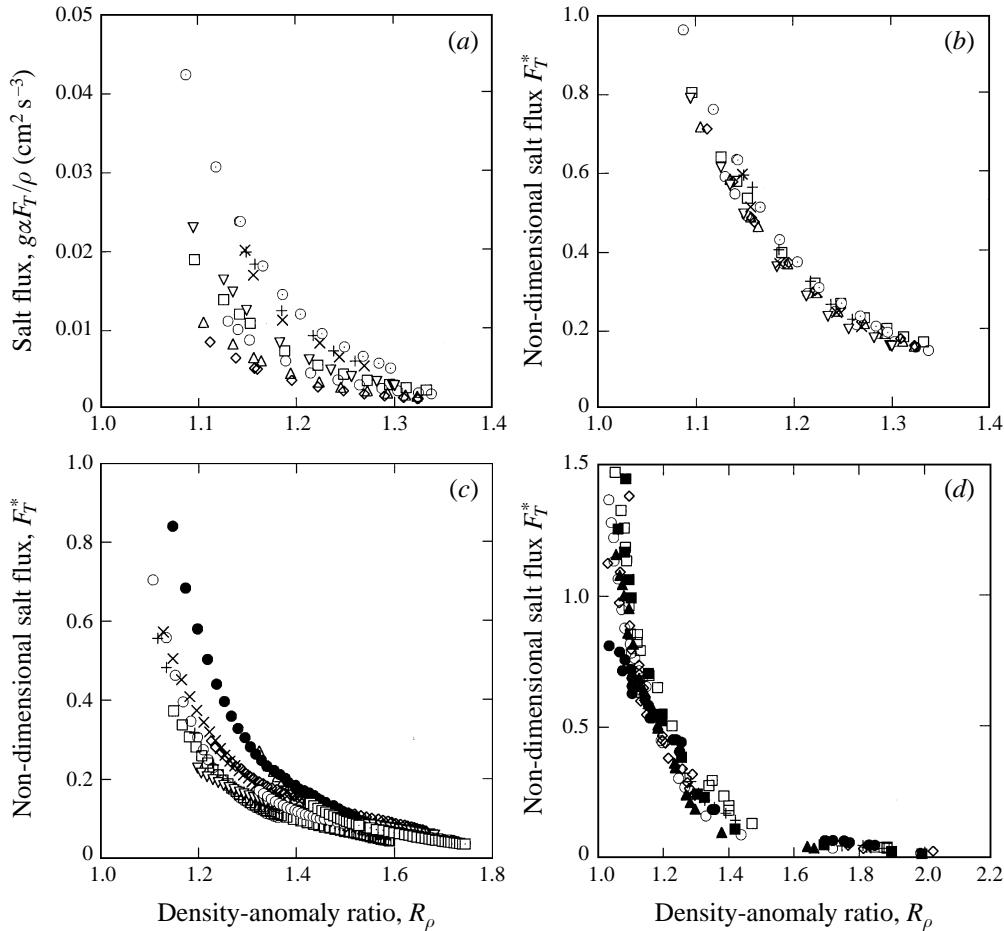 (a)
0.05
0.04
0.03
0.02
0.01
0
Salt flux, gαF_T/ρ (cm² s⁻³)
1.0 1.1 1.2 1.3 1.4
(b)
1.0
0.8
0.6
0.4
0.2
0
Non-dimensional salt flux F_T^*
1.0 1.1 1.2 1.3 1.4
(c)
1.0
0.8
0.6
0.4
0.2
0
Non-dimensional salt flux, F_T^*
1.0 1.2 1.4 1.6 1.8
Density-anomaly ratio, R_ρ
(d)
1.5
1.0
0.5
0
Non-dimensional salt flux F_T^*
1.0 1.2 1.4 1.6 1.8 2.0 2.2
Density-anomaly ratio, R_ρ